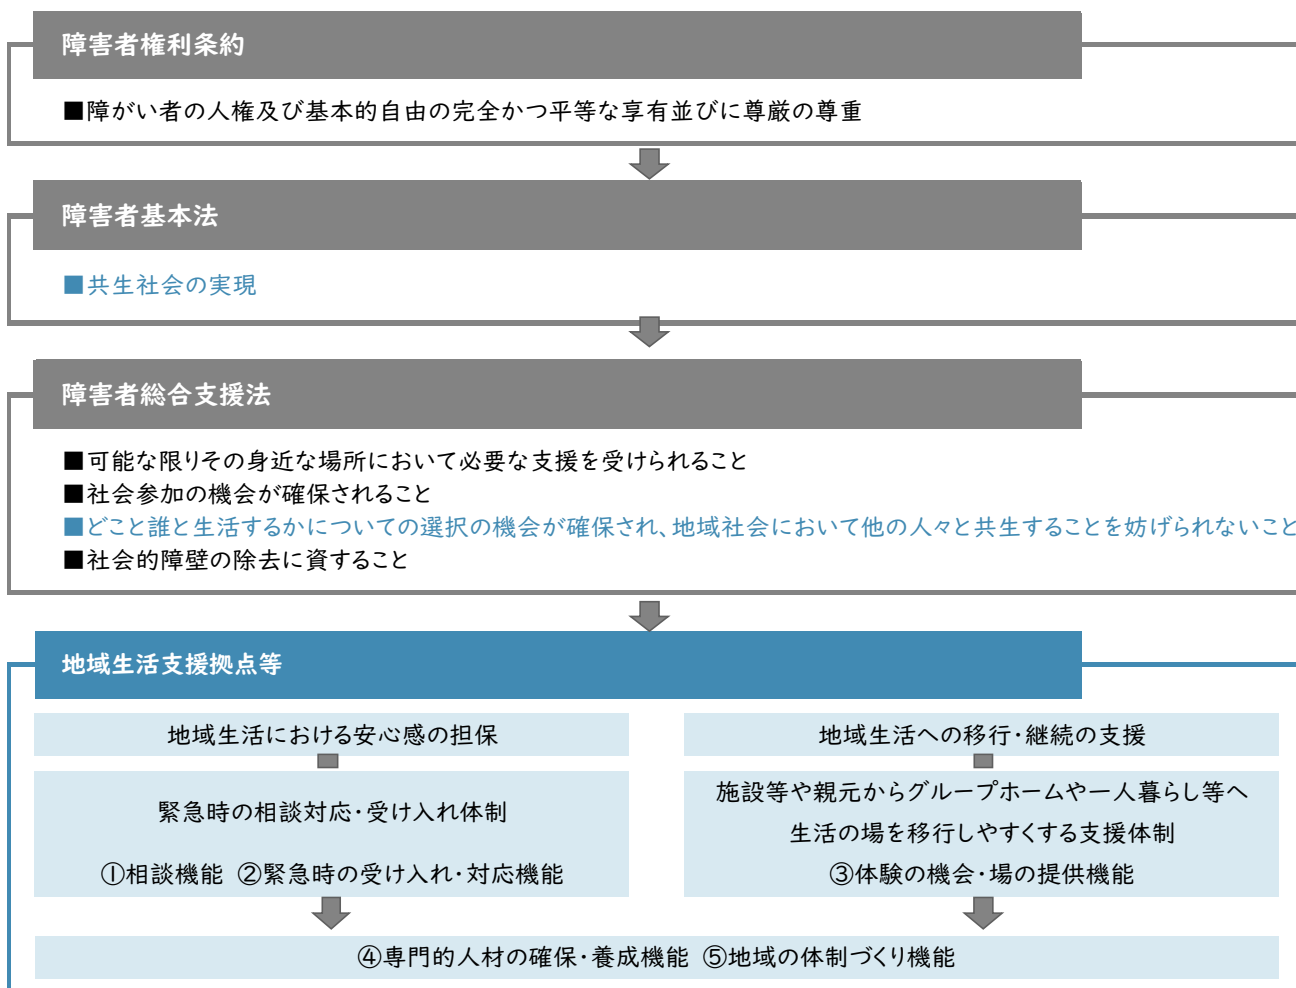 障害者権利条約
■障がい者の人権及び基本的自由の完全かつ平等な享有並びに尊厳の尊重
障害者基本法
■共生社会の実現
障害者総合支援法
■可能な限りその身近な場所において必要な支援を受けられること
■社会参加の機会が確保されること
■どこと誰と生活するかについての選択の機会が確保され、地域社会において他の人々と共生することを妨げられないこと
■社会的障壁の除去に資すること
地域生活支援拠点等
地域生活における安心感の担保
緊急時の相談対応・受け入れ体制
①相談機能 ②緊急時の受け入れ・対応機能
地域生活への移行・継続の支援
施設等や親元からグループホームや一人暮らし等へ
生活の場を移行しやすくする支援体制
③体験の機会・場の提供機能
④専門的人材の確保・養成機能 ⑤地域の体制づくり機能